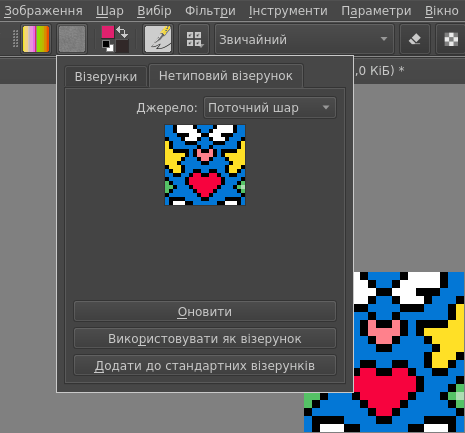 Зображення Шар Вибір Фільтри Інструменти Параметри Вікно
Звичайний
,0 КіБ) *
Візерунки Нетиповий візерунок
Джерело: Поточний шар
Оновити
Використовувати як візерунок
Додати до стандартних візерунків